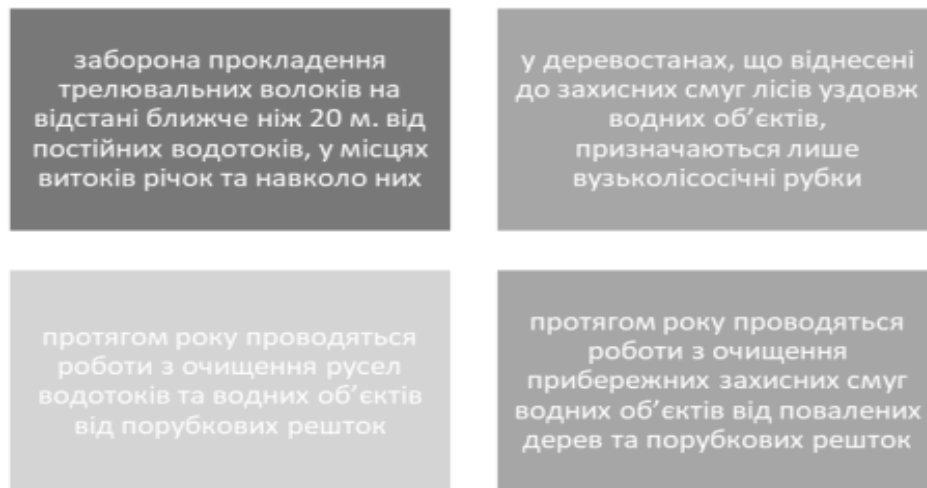 заборона прокладення
трелювальних волоків на
відстані ближче ніж 20 м. від
постійних водотоків, у місцях
витоків річок та навколо них
у деревостанах, що віднесені
до захисних смуг лісів уздовж
водних об’єктів,
призначаються лише
вузьколісосічні рубки
протягом року проводяться
роботи з очищення русел
водотоків та водних об’єктів
від порубкових решток
протягом року проводяться
роботи з очищення
прибережних захисних смуг
водних об’єктів від повалених
дерев та порубкових решток